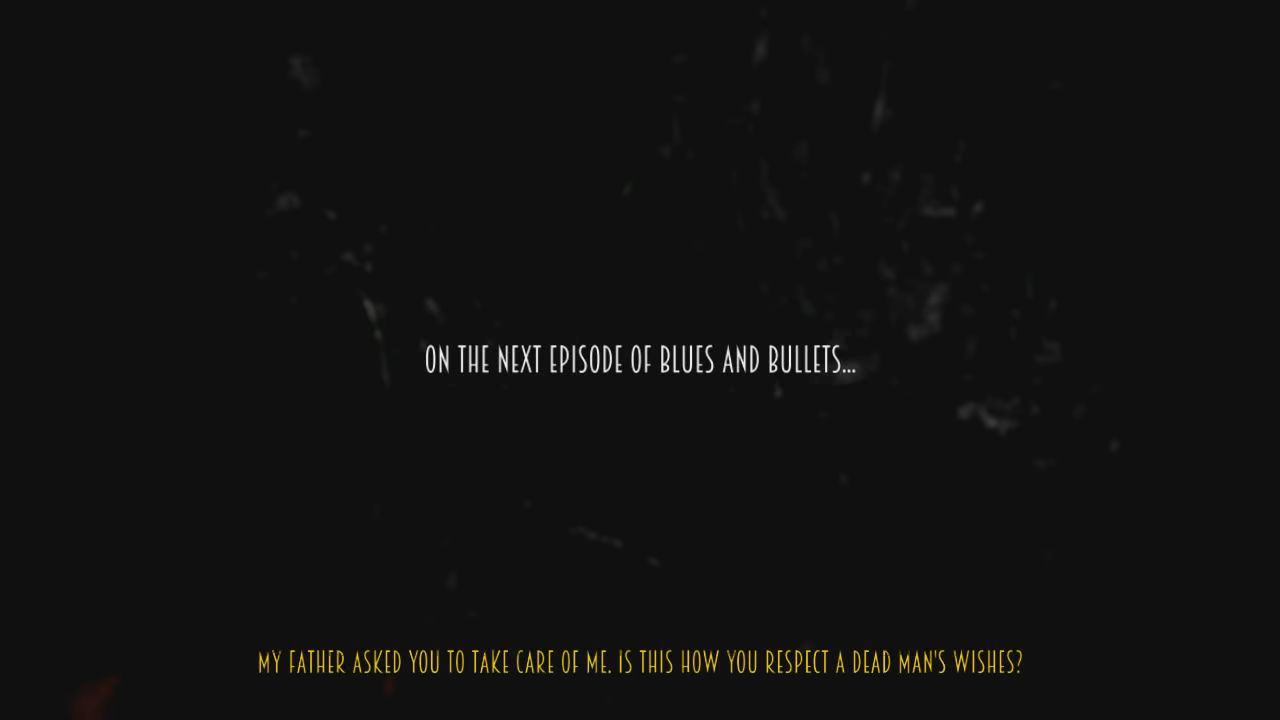 ON THE NEXT EPISODE OF BLUES AND BULLETS...
MY FATHER ASKED YOU TO TAKE CARE OF ME. IS THIS HOW YOU RESPECT A DEAD MAN'S WISHES?